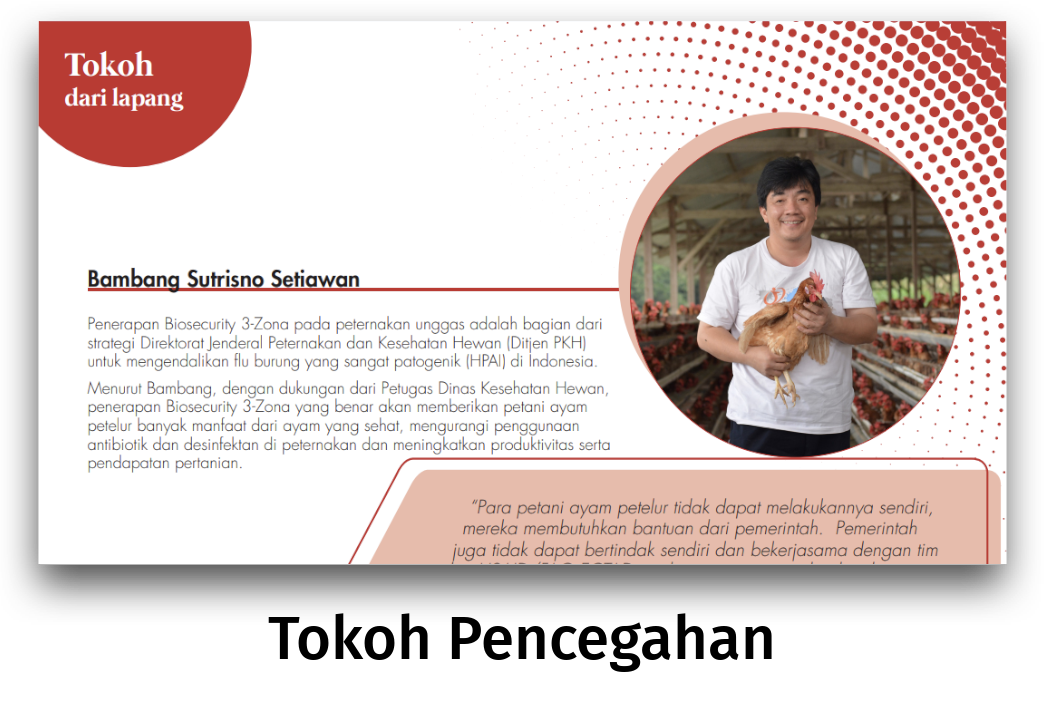 Tokoh
dari lapang
Bambang Sutrisno Setiawan
Penerapan Biosecurity 3-Zona pada peternakan unggas adalah bagian dari
strategi Direktorat Jenderal Peternakan dan Kesehatan Hewan (Ditjen PKH)
untuk mengendalikan flu burung yang sangat patogenik (HPAI) di Indonesia.
Menurut Bambang, dengan dukungan dari Petugas Dinas Kesehatan Hewan,
penerapan Biosecurity 3-Zona yang benar akan memberikan petani ayam
petelur banyak manfaat dari ayam yang sehat, mengurangi penggunaan
antibiotik dan desinfektan di peternakan dan meningkatkan produktivitas serta
pendapatan pertanian.
“Para petani ayam petelur tidak dapat melakukannya sendiri,
mereka membutuhkan bantuan dari pemerintah.  Pemerintah
juga tidak dapat bertindak sendiri dan bekerjasama dengan tim
Tokoh Pencegahan